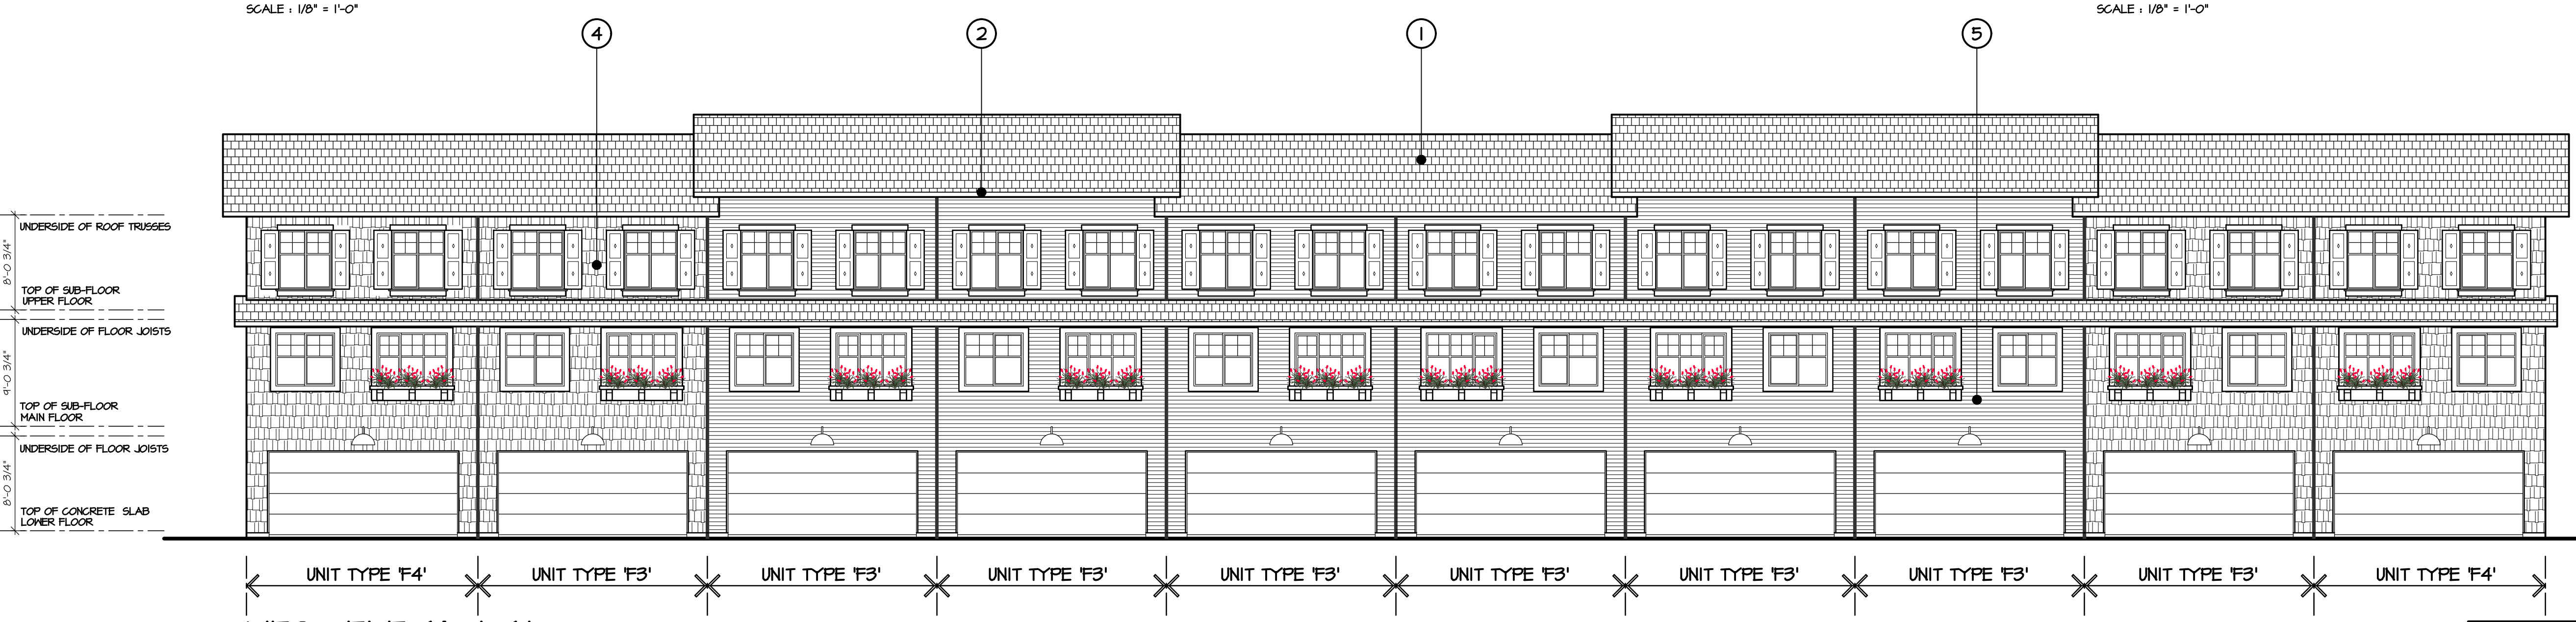 SCALE : 1/8" = 1'-0"
SCALE : 1/8" = 1'-0"
4
2
1
5
UNDERSIDE OF ROOF TRUSSES
8'-0 3/4"
TOP OF SUB-FLOOR
UPPER FLOOR
UNDERSIDE OF FLOOR JOISTS
9'-0 3/4"
TOP OF SUB-FLOOR
MAIN FLOOR
UNDERSIDE OF FLOOR JOISTS
8'-0 3/4"
TOP OF CONCRETE SLAB
LOWER FLOOR
UNIT TYPE 'F4'
UNIT TYPE 'F3'
UNIT TYPE 'F3'
UNIT TYPE 'F3'
UNIT TYPE 'F3'
UNIT TYPE 'F3'
UNIT TYPE 'F3'
UNIT TYPE 'F3'
UNIT TYPE 'F3'
UNIT TYPE 'F4'